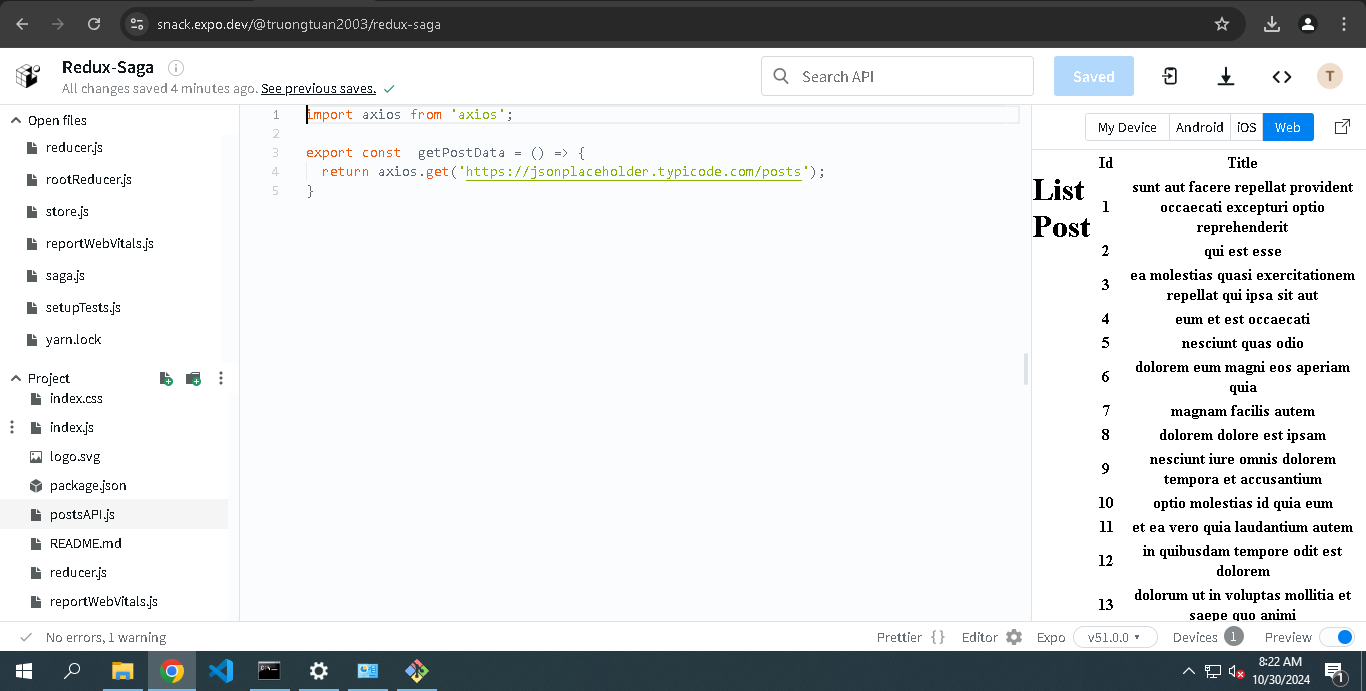 snack.expo.dev/@truongtuan2003/redux-saga
Redux-Saga
All changes saved 4 minutes ago. See previous saves.
Search API
Saved
T
Open files
reducer.js
rootReducer.js
store.js
reportWebVitals.js
saga.js
setupTests.js
yarn.lock
Project
index.css
index.js
logo.svg
package.json
postsAPI.js
README.md
reducer.js
reportWebVitals.js
1 import axios from 'axios';
2
3 export const  getPostData = () => {
4   return axios.get('https://jsonplaceholder.typicode.com/posts');
5 }
My Device Android iOS Web
List
Post
Id Title
1 sunt aut facere repellat provident
occaecati excepturi optio
reprehenderit
2 qui est esse
3 ea molestias quasi exercitationem
repellat qui ipsa sit aut
4 eum et est occaecati
5 nesciunt quas odio
6 dolorem eum magni eos aperiam
quia
7 magnam facilis autem
8 dolorem dolore est ipsam
9 nesciunt iure omnis dolorem
tempora et accusantium
10 optio molestias id quia eum
11 et ea vero quia laudantium autem
12 in quibusdam tempore odit est
dolorem
13 dolorum ut in voluptas mollitia et
saepe quo animi
No errors, 1 warning
Prettier {} Editor Expo v51.0.0 Devices 1 Preview
8:22 AM
10/30/2024
1